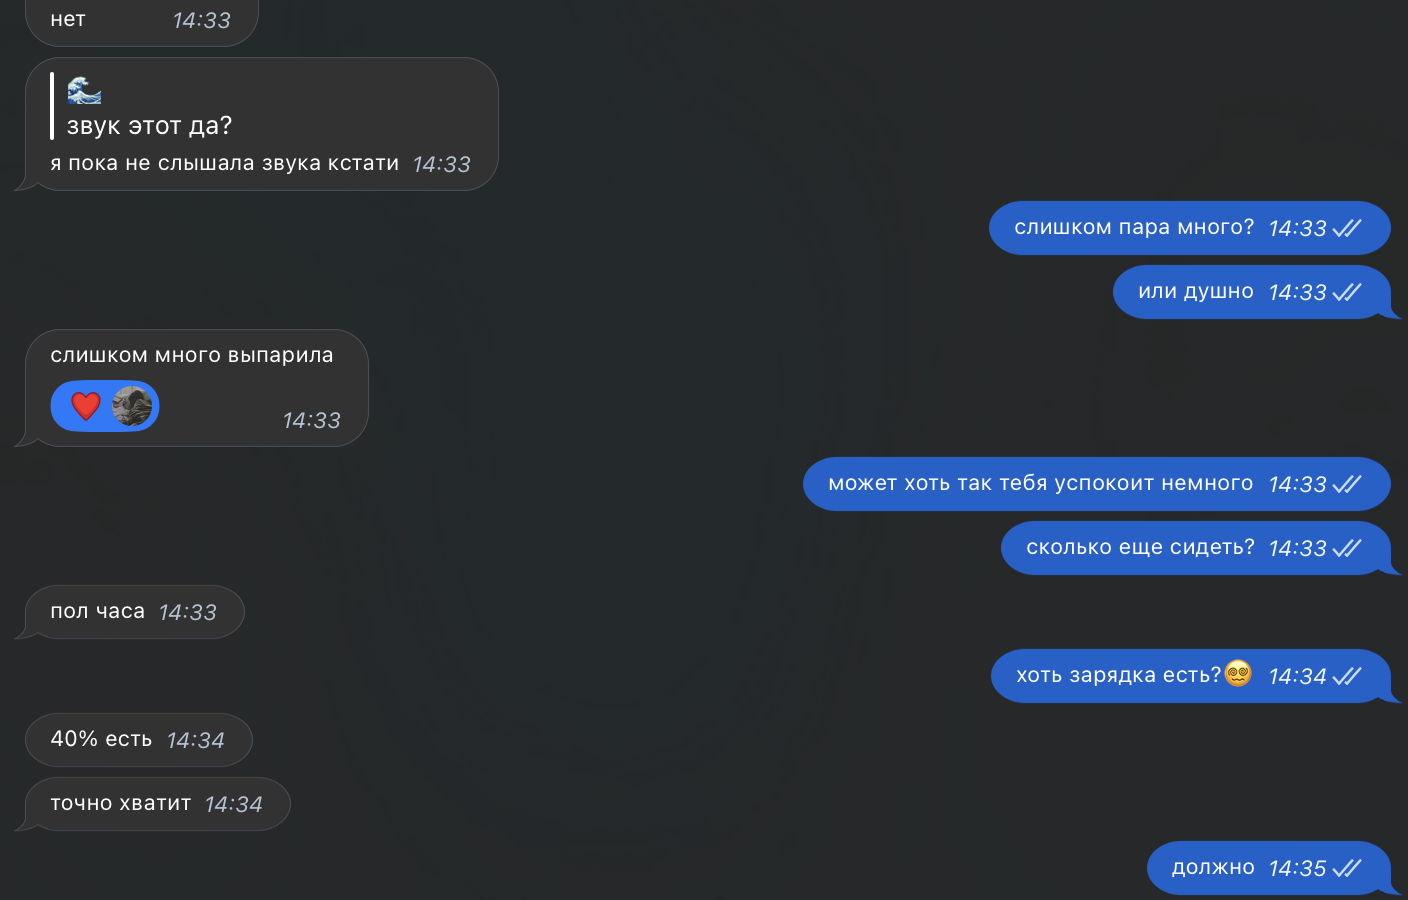 нет 14:33
🌊
звук этот да?
я пока не слышала звука кстати 14:33
слишком пара много? 14:33
или душно 14:33
слишком много выпарила
❤️ 14:33
может хоть так тебя успокоит немного 14:33
сколько еще сидеть? 14:33
пол часа 14:33
хоть зарядка есть?😵‍💫 14:34
40% есть 14:34
точно хватит 14:34
должно 14:35